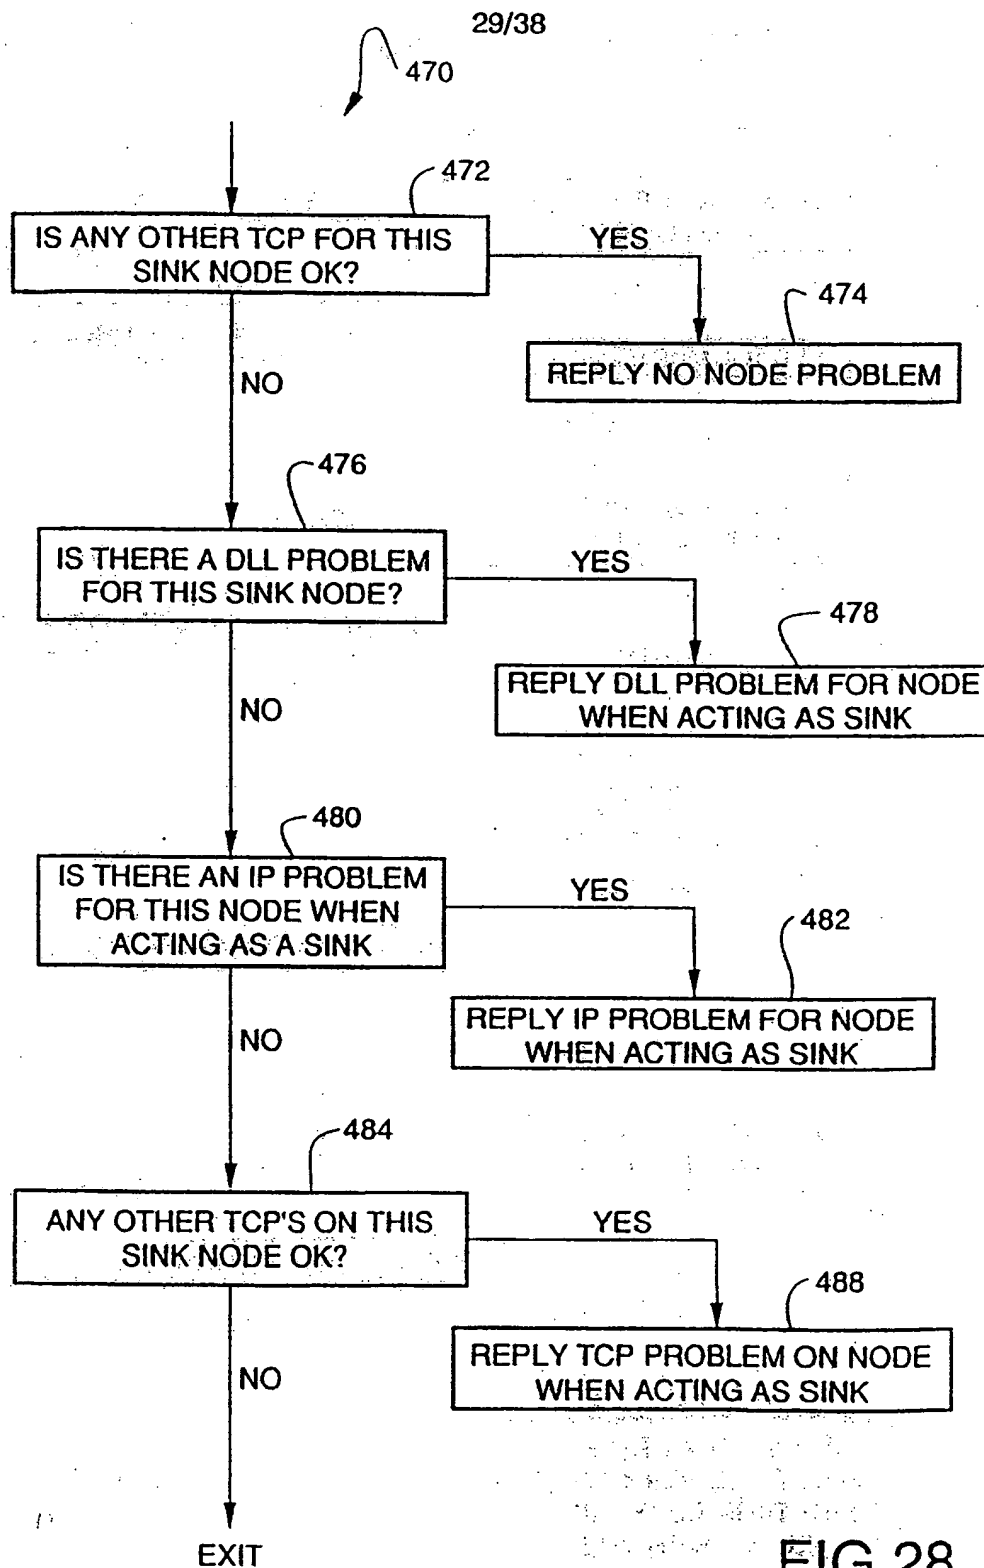 29/38
470
472
IS ANY OTHER TCP FOR THIS
SINK NODE OK?
YES
474
REPLY NO NODE PROBLEM
NO
476
IS THERE A DLL PROBLEM
FOR THIS SINK NODE?
YES
478
REPLY DLL PROBLEM FOR NODE
WHEN ACTING AS SINK
NO
480
IS THERE AN IP PROBLEM
FOR THIS NODE WHEN
ACTING AS A SINK
YES
482
REPLY IP PROBLEM FOR NODE
WHEN ACTING AS SINK
NO
484
ANY OTHER TCP'S ON THIS
SINK NODE OK?
YES
488
REPLY TCP PROBLEM ON NODE
WHEN ACTING AS SINK
NO
EXIT
FIG 28